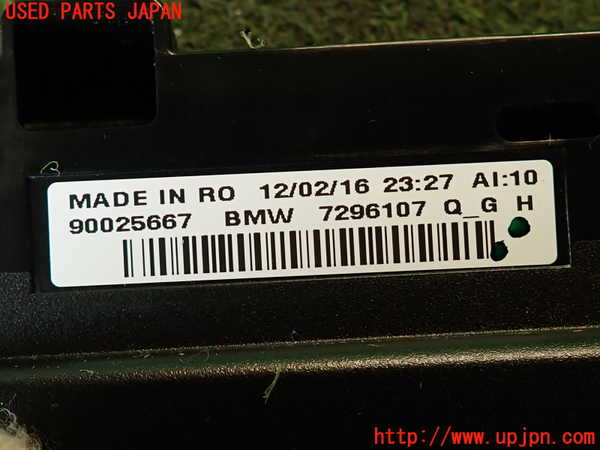 USED PARTS JAPAN
MADE IN RO 12/02/16 23:27 AI:10
90025667 BMW 7296107 Q_G H
http://www.upjpn.com/